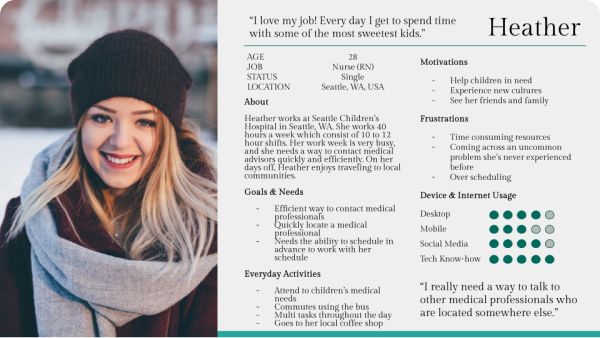 "I love my job! Every day I get to spend time
with some of the most sweetest kids."
Heather
AGE 28
JOB Nurse (RN)
STATUS Single
LOCATION Seattle, WA, USA
About
Heather works at Seattle Children's
Hospital in Seattle, WA. She works 40
hours a week which consist of 10 to 12
hour shifts. Her work week is very busy,
and she needs a way to contact medical
advisors quickly and efficiently. On her
days off, Heather enjoys traveling to local
communities.
Goals & Needs
- Efficient way to contact medical
professionals
- Quickly locate a medical
professional
- Needs the ability to schedule in
advance to work with her
schedule
Everyday Activities
- Attend to children's medical
needs
- Commutes using the bus
- Multi tasks throughout the day
- Goes to her local coffee shop
Motivations
- Help children in need
- Experience new cultures
- See her friends and family
Frustrations
- Time consuming resources
- Coming across an uncommon
problem she's never experienced
before
- Over scheduling
Device & Internet Usage
Desktop
Mobile
Social Media
Tech Know-how
"I really need a way to talk to
other medical professionals who
are located somewhere else."